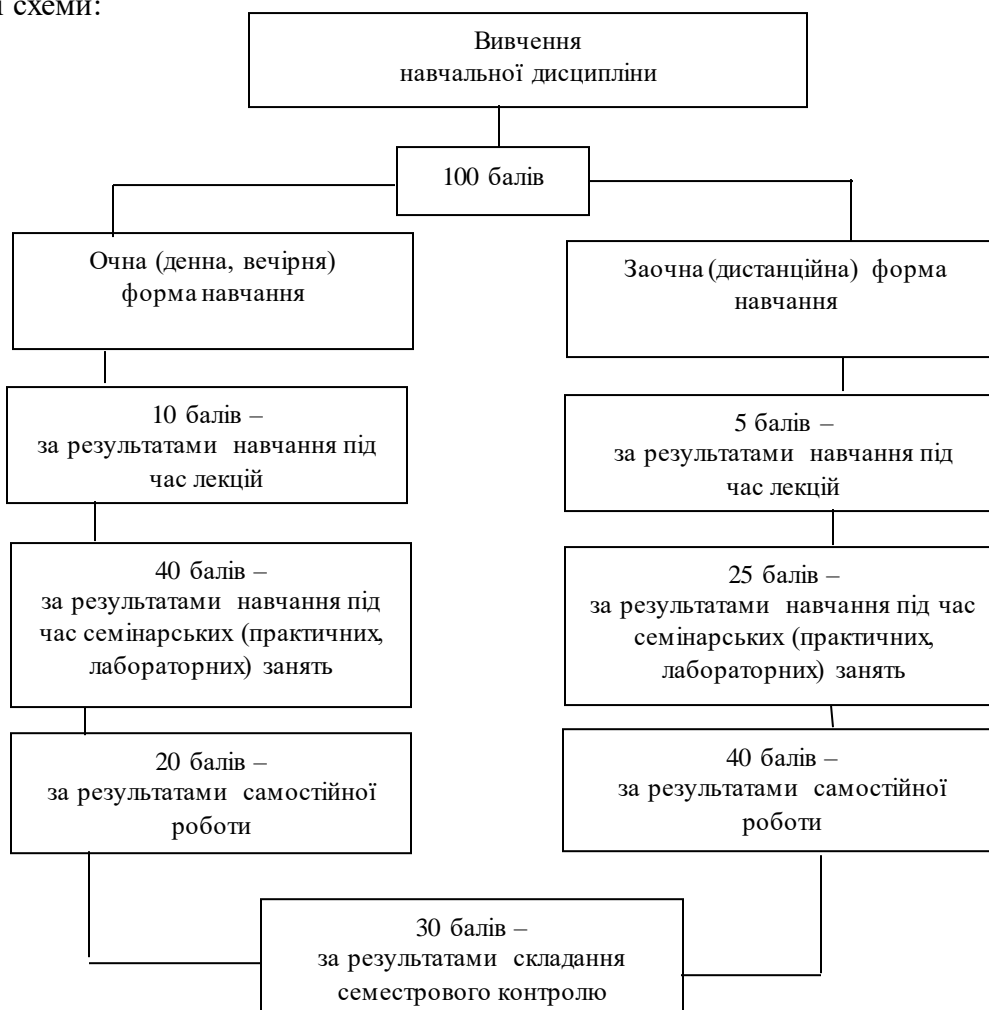 і схеми:
Вивчення
навчальної дисципліни
100 балів
Очна (денна, вечірня)
форма навчання
Заочна (дистанційна) форма
навчання
10 балів –
за результатами навчання під
час лекцій
5 балів –
за результатами навчання під
час лекцій
40 балів –
за результатами навчання під
час семінарських (практичних,
лабораторних) занять
25 балів –
за результатами навчання під час
семінарських (практичних,
лабораторних) занять
20 балів –
за результатами самостійної
роботи
40 балів –
за результатами самостійної
роботи
30 балів –
за результатами складання
семестрового контролю